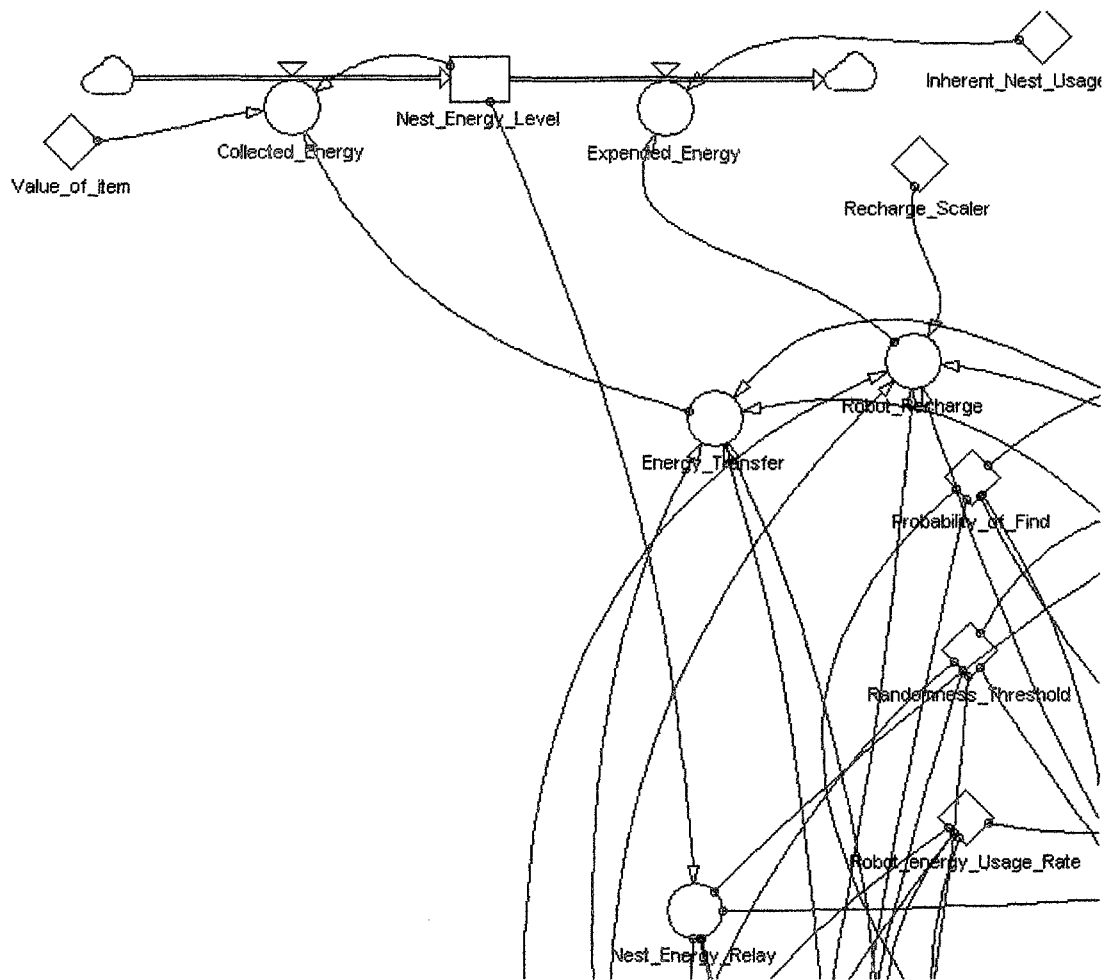 Inherent_Nest_Usage
Nest_Energy_Level
Collected_Energy
Expended_Energy
Value_of_item
Recharge_Scaler
Robot_Recharge
Energy_Transfer
Probability_of_Find
Randomness_Threshold
Robot_energy_Usage_Rate
Nest_Energy_Relay